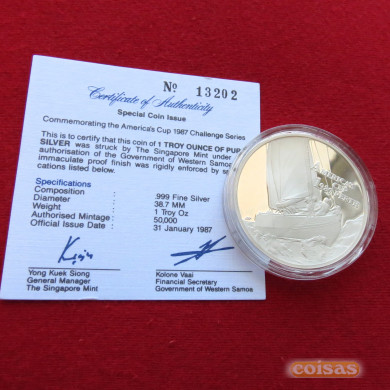 Nº 13202
Certificate of Authenticity
Special Coin Issue
Commemorating the America's Cup 1987 Challenge Series
This is to certify that this coin of 1 TROY OUNCE OF PUR
SILVER was struck by The Singapore Mint under
authorisation of the Government of Western Samoa
immaculate proof finish was rigidly enforced by s
cations listed below.
Specifications
Composition : .999 Fine Silver
Diameter : 38.7 MM
Weight : 1 Troy Oz
Authorised Mintage : 50,000
Official Issue Date : 31 January 1987
Yong Kuek Siong
General Manager
The Singapore Mint
Kolone Vaai
Financial Secretary
Government of Western Samoa
coisas